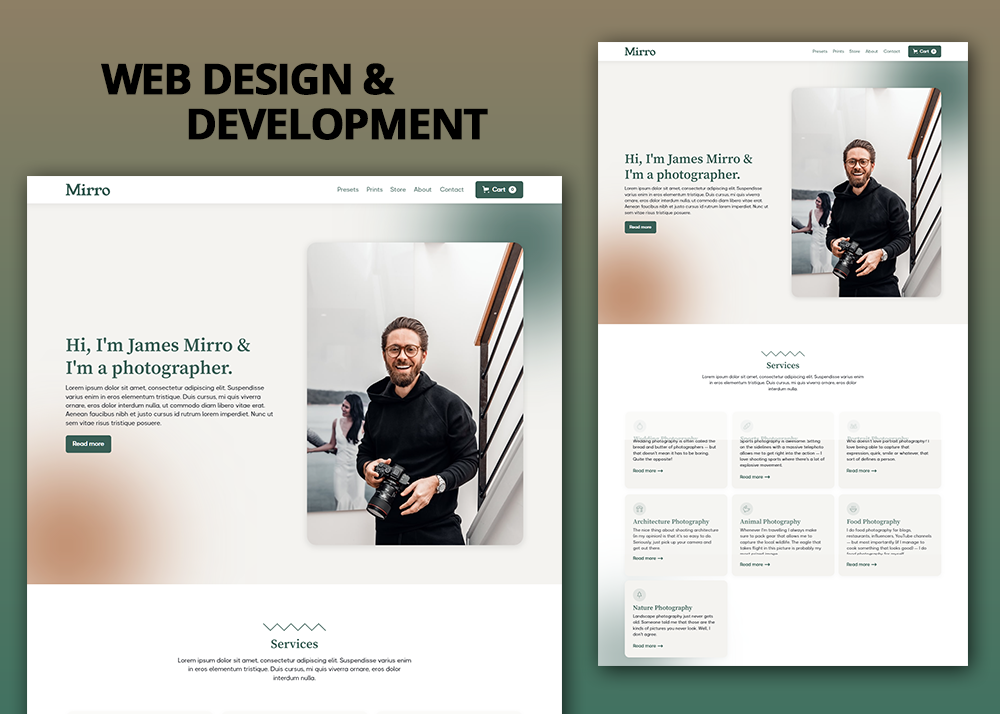 WEB DESIGN &
DEVELOPMENT
Mirro
Presets Prints Store About Contact Cart 0
Hi, I'm James Mirro &
I'm a photographer.
Lorem ipsum dolor sit amet, consectetur adipiscing elit. Suspendisse
varius enim in eros elementum tristique. Duis cursus, mi quis viverra
ornare, eros dolor interdum nulla, ut commodo diam libero vitae erat.
Aenean faucibus nibh et justo cursus id rutrum lorem imperdiet. Nunc ut
sem vitae risus tristique posuere.
Read more
Services
Lorem ipsum dolor sit amet, consectetur adipiscing elit. Suspendisse varius enim
in eros elementum tristique. Duis cursus, mi quis viverra ornare, eros dolor
interdum nulla.
Mirro
Presets Prints Store About Contact Cart 0
Hi, I'm James Mirro &
I'm a photographer.
Lorem ipsum dolor sit amet, consectetur adipiscing elit. Suspendisse
varius enim in eros elementum tristique. Duis cursus, mi quis viverra
ornare, eros dolor interdum nulla, ut commodo diam libero vitae erat.
Aenean faucibus nibh et justo cursus id rutrum lorem imperdiet. Nunc ut
sem vitae risus tristique posuere.
Read more
Services
Lorem ipsum dolor sit amet, consectetur adipiscing elit. Suspendisse varius enim
in eros elementum tristique. Duis cursus, mi quis viverra ornare, eros dolor
interdum nulla.
Wedding photography is often called the
bread and butter of photographers — but
that doesn't mean it has to be boring.
Quite the opposite!
Read more →
Sports photography is awesome! Sitting
on the sidelines with a massive telephoto
allows me to get right into the action — I
love shooting sports where there's a lot of
explosive movement.
Read more →
Who doesn't love portrait photography! I
love being able to capture that
expression, quirk, smile or whatever, that
sort of defines a person.
Read more →
Architecture Photography
The nice thing about shooting architecture
(in my opinion) is that it's so easy to do.
Seriously, just pick up your camera and
get out there.
Read more →
Animal Photography
Whenever I'm travelling I always make
sure to pack gear that allows me to
capture the local wildlife. The eagle that
takes flight in this picture is probably my
Read more →
Food Photography
I do food photography for blogs,
restaurants, influencers, YouTube channels
— but most importantly (if I manage to
cook something that looks good) — I do
food photography for myself.
Read more →
Nature Photography
Landscape photography just never gets
old. Someone told me that those are the
kinds of pictures you never look. Well, I
don't agree.
Read more →